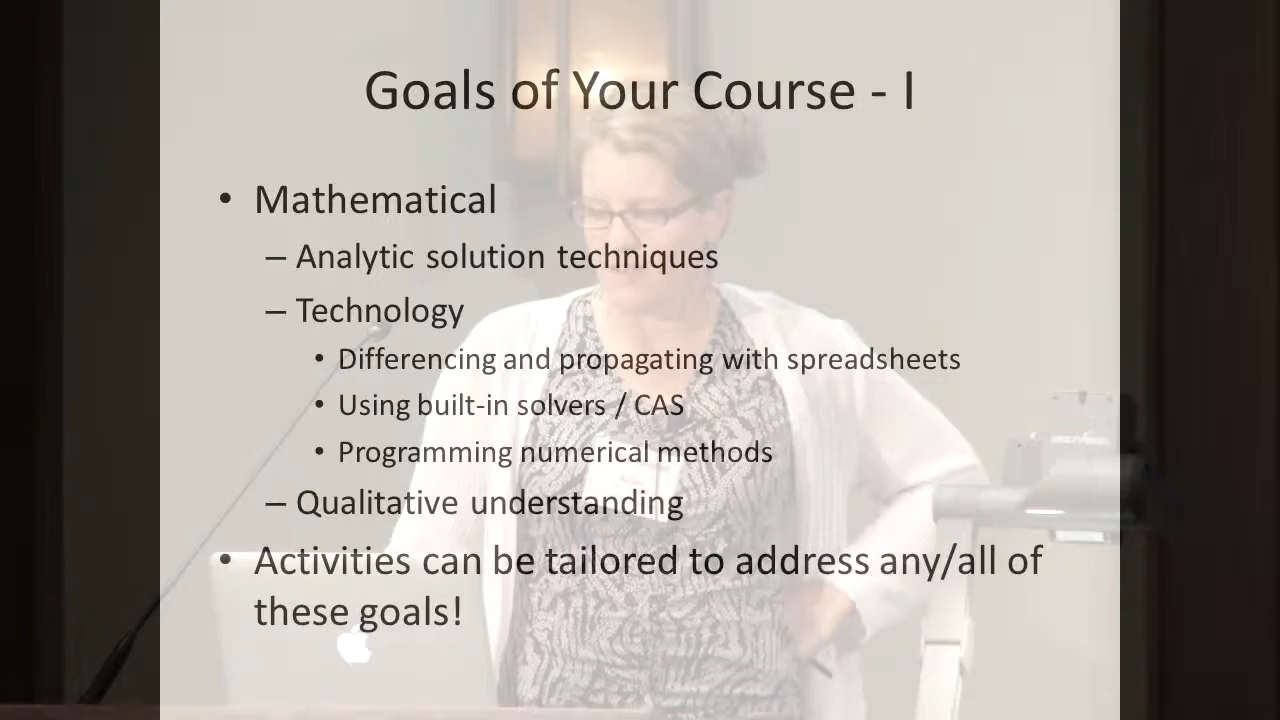 Goals of Your Course - I
• Mathematical
– Analytic solution techniques
– Technology
• Differencing and propagating with spreadsheets
• Using built-in solvers / CAS
• Programming numerical methods
– Qualitative understanding
• Activities can be tailored to address any/all of
these goals!